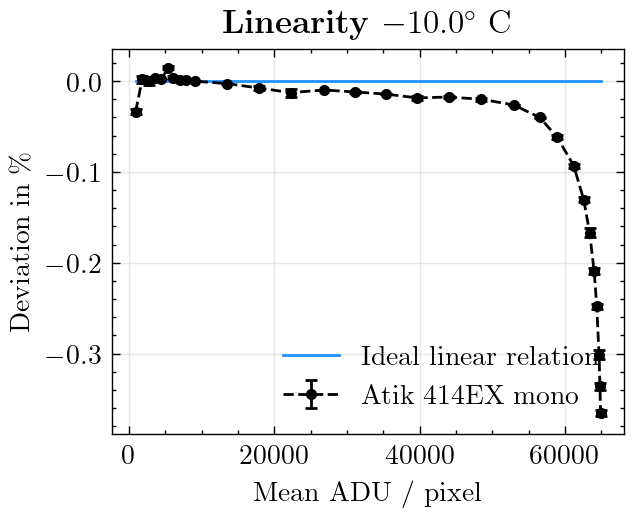 Linearity −10.0° C
Deviation in %
0.0
−0.1
−0.2
−0.3
Ideal linear relation
Atik 414EX mono
0 20000 40000 60000
Mean ADU / pixel